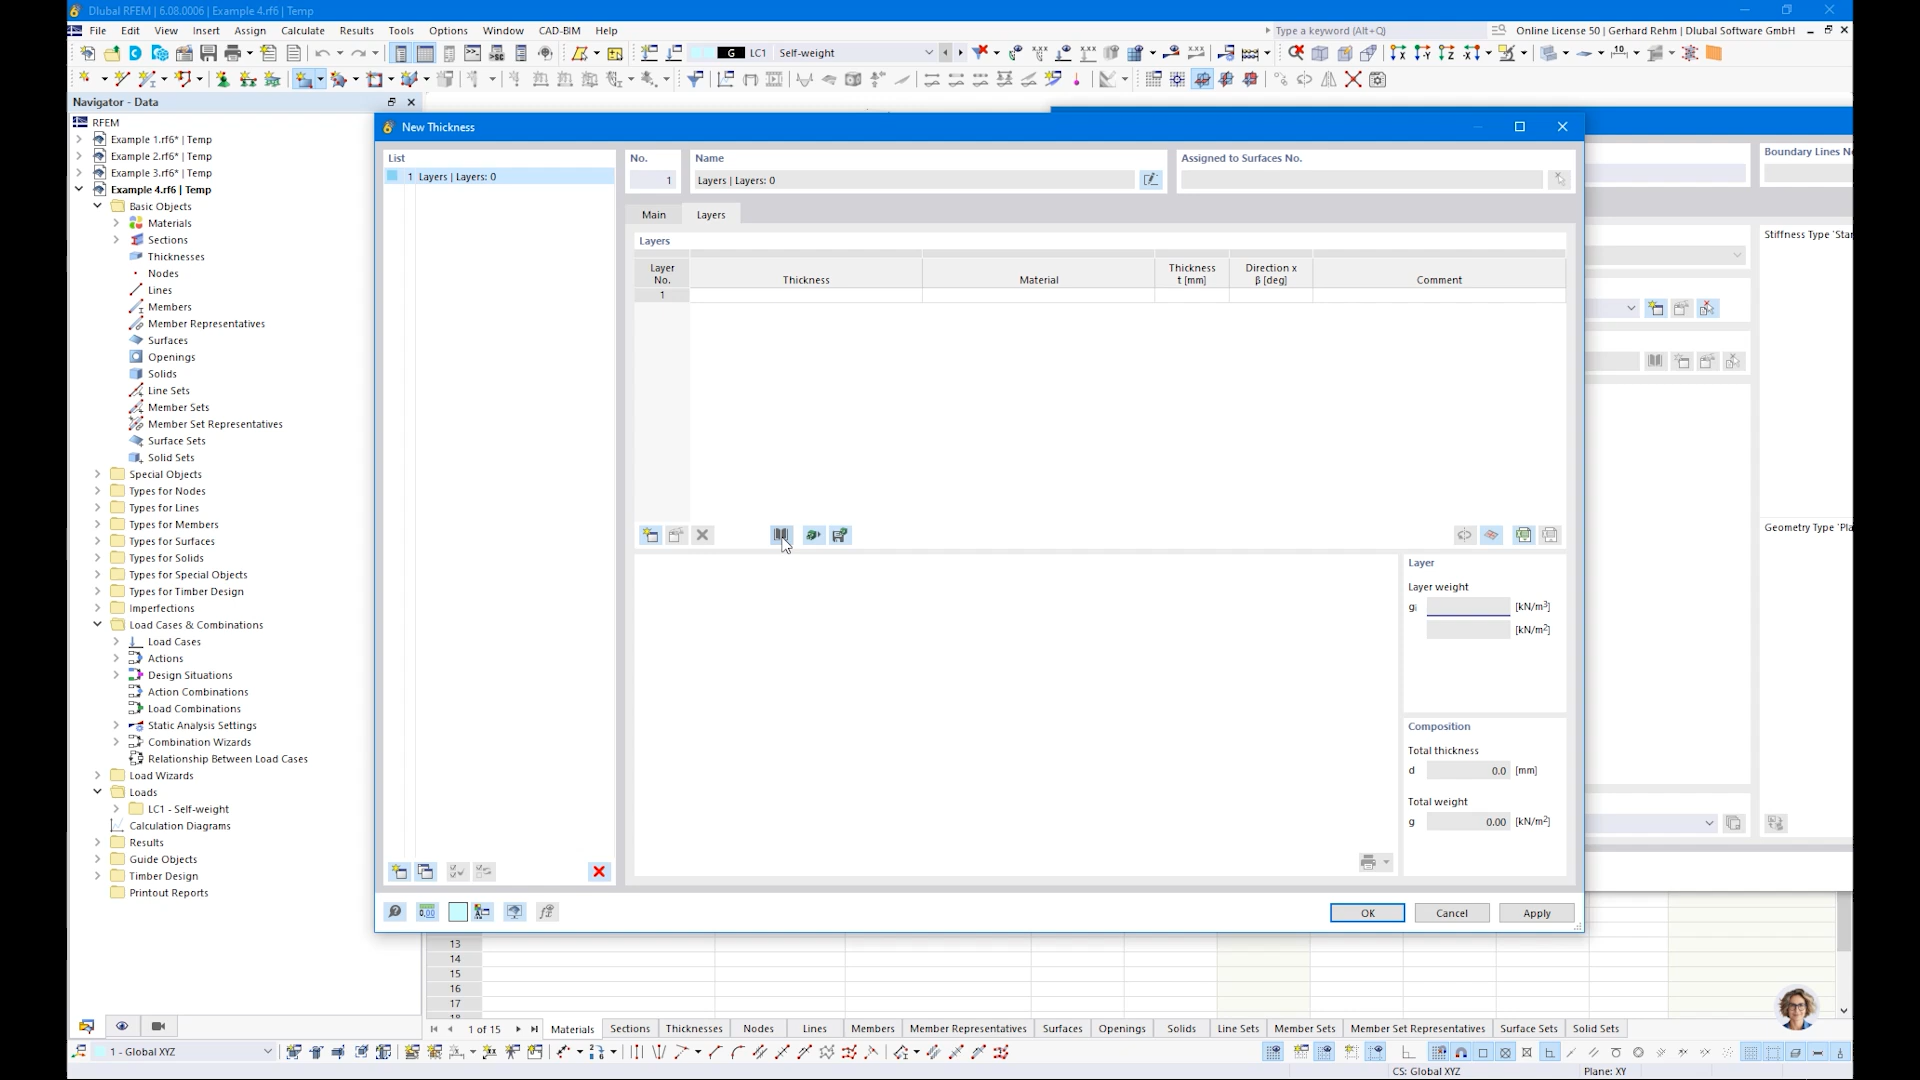 Dlubal RFEM | 6.08.0006 | Example 4.rf6 | Temp
File Edit View Insert Assign Calculate Results Tools Options Window CAD-BIM Help
Type a keyword (Alt+Q)
Online License 50 | Gerhard Rehm | Dlubal Software GmbH
G LC1 Self-weight
Navigator - Data
RFEM
Example 1.rf6* | Temp
Example 2.rf6* | Temp
Example 3.rf6* | Temp
Example 4.rf6 | Temp
Basic Objects
Materials
Sections
Thicknesses
Nodes
Lines
Members
Member Representatives
Surfaces
Openings
Solids
Line Sets
Member Sets
Member Set Representatives
Surface Sets
Solid Sets
Special Objects
Types for Nodes
Types for Lines
Types for Members
Types for Surfaces
Types for Solids
Types for Special Objects
Types for Timber Design
Imperfections
Load Cases & Combinations
Load Cases
Actions
Design Situations
Action Combinations
Load Combinations
Static Analysis Settings
Combination Wizards
Relationship Between Load Cases
Load Wizards
Loads
LC1 - Self-weight
Calculation Diagrams
Results
Guide Objects
Timber Design
Printout Reports
New Thickness
List
1 Layers | Layers: 0
No.
1
Name
Layers | Layers: 0
Assigned to Surfaces No.
Main Layers
Layers
Layer No. Thickness Material Thickness t [mm] Direction x β [deg] Comment
1
Layer
Layer weight
gi [kN/m3]
[kN/m2]
Composition
Total thickness
d 0.0 [mm]
Total weight
g 0.00 [kN/m2]
OK Cancel Apply
Boundary Lines N
Stiffness Type 'Sta
Geometry Type 'Pla
13
14
15
16
17
1 of 15 Materials Sections Thicknesses Nodes Lines Members Member Representatives Surfaces Openings Solids Line Sets Member Sets Member Set Representatives Surface Sets Solid Sets
1 - Global XYZ
CS: Global XYZ Plane: XY